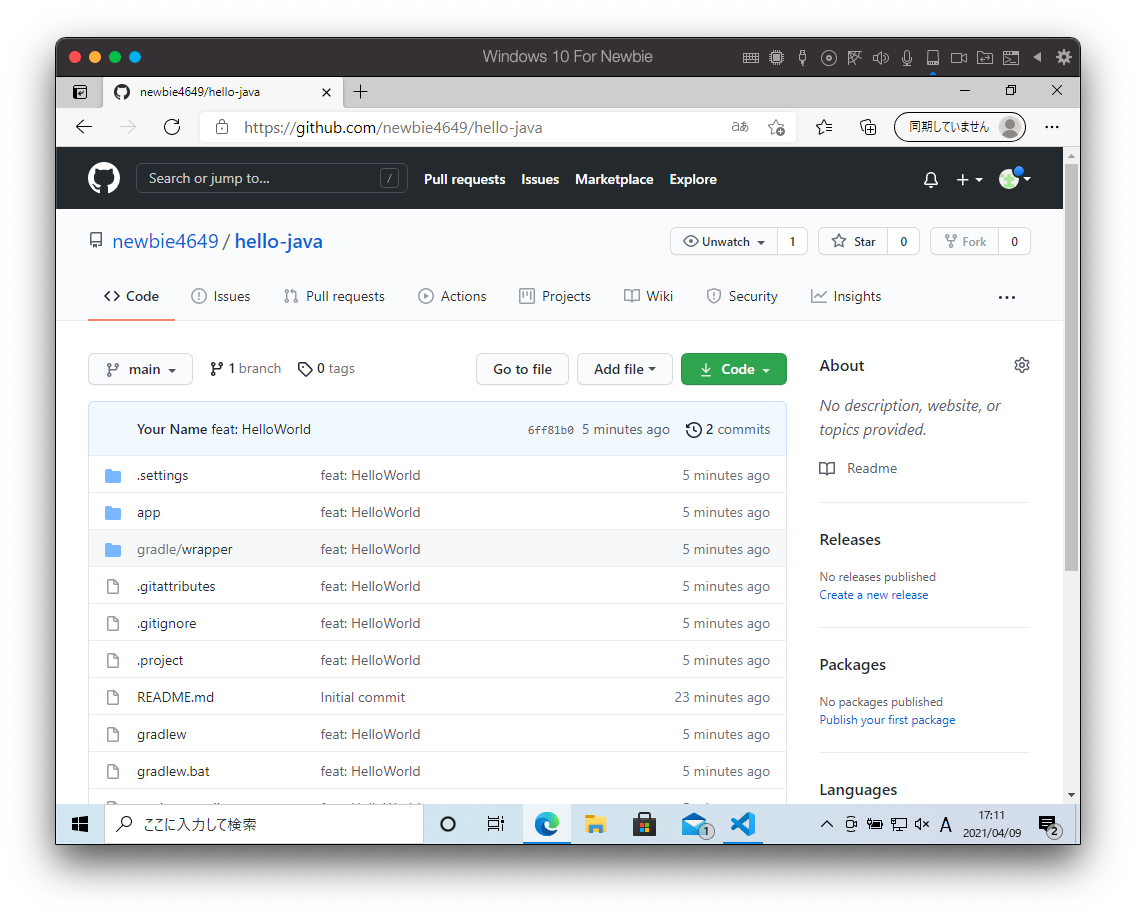 Windows 10 For Newbie
newbie4649/hello-java
https://github.com/newbie4649/hello-java
aあ
同期していません
Search or jump to... /
Pull requests Issues Marketplace Explore
newbie4649 / hello-java
Unwatch 1 Star 0 Fork 0
Code Issues Pull requests Actions Projects Wiki Security Insights
main 1 branch 0 tags Go to file Add file Code
Your Name feat: HelloWorld 6ff81b0 5 minutes ago 2 commits
.settings feat: HelloWorld 5 minutes ago
app feat: HelloWorld 5 minutes ago
gradle/wrapper feat: HelloWorld 5 minutes ago
.gitattributes feat: HelloWorld 5 minutes ago
.gitignore feat: HelloWorld 5 minutes ago
.project feat: HelloWorld 5 minutes ago
README.md Initial commit 23 minutes ago
gradlew feat: HelloWorld 5 minutes ago
gradlew.bat feat: HelloWorld 5 minutes ago
About
No description, website, or
topics provided.
Readme
Releases
No releases published
Create a new release
Packages
No packages published
Publish your first package
Languages
ここに入力して検索
1
A
17:11
2021/04/09
2